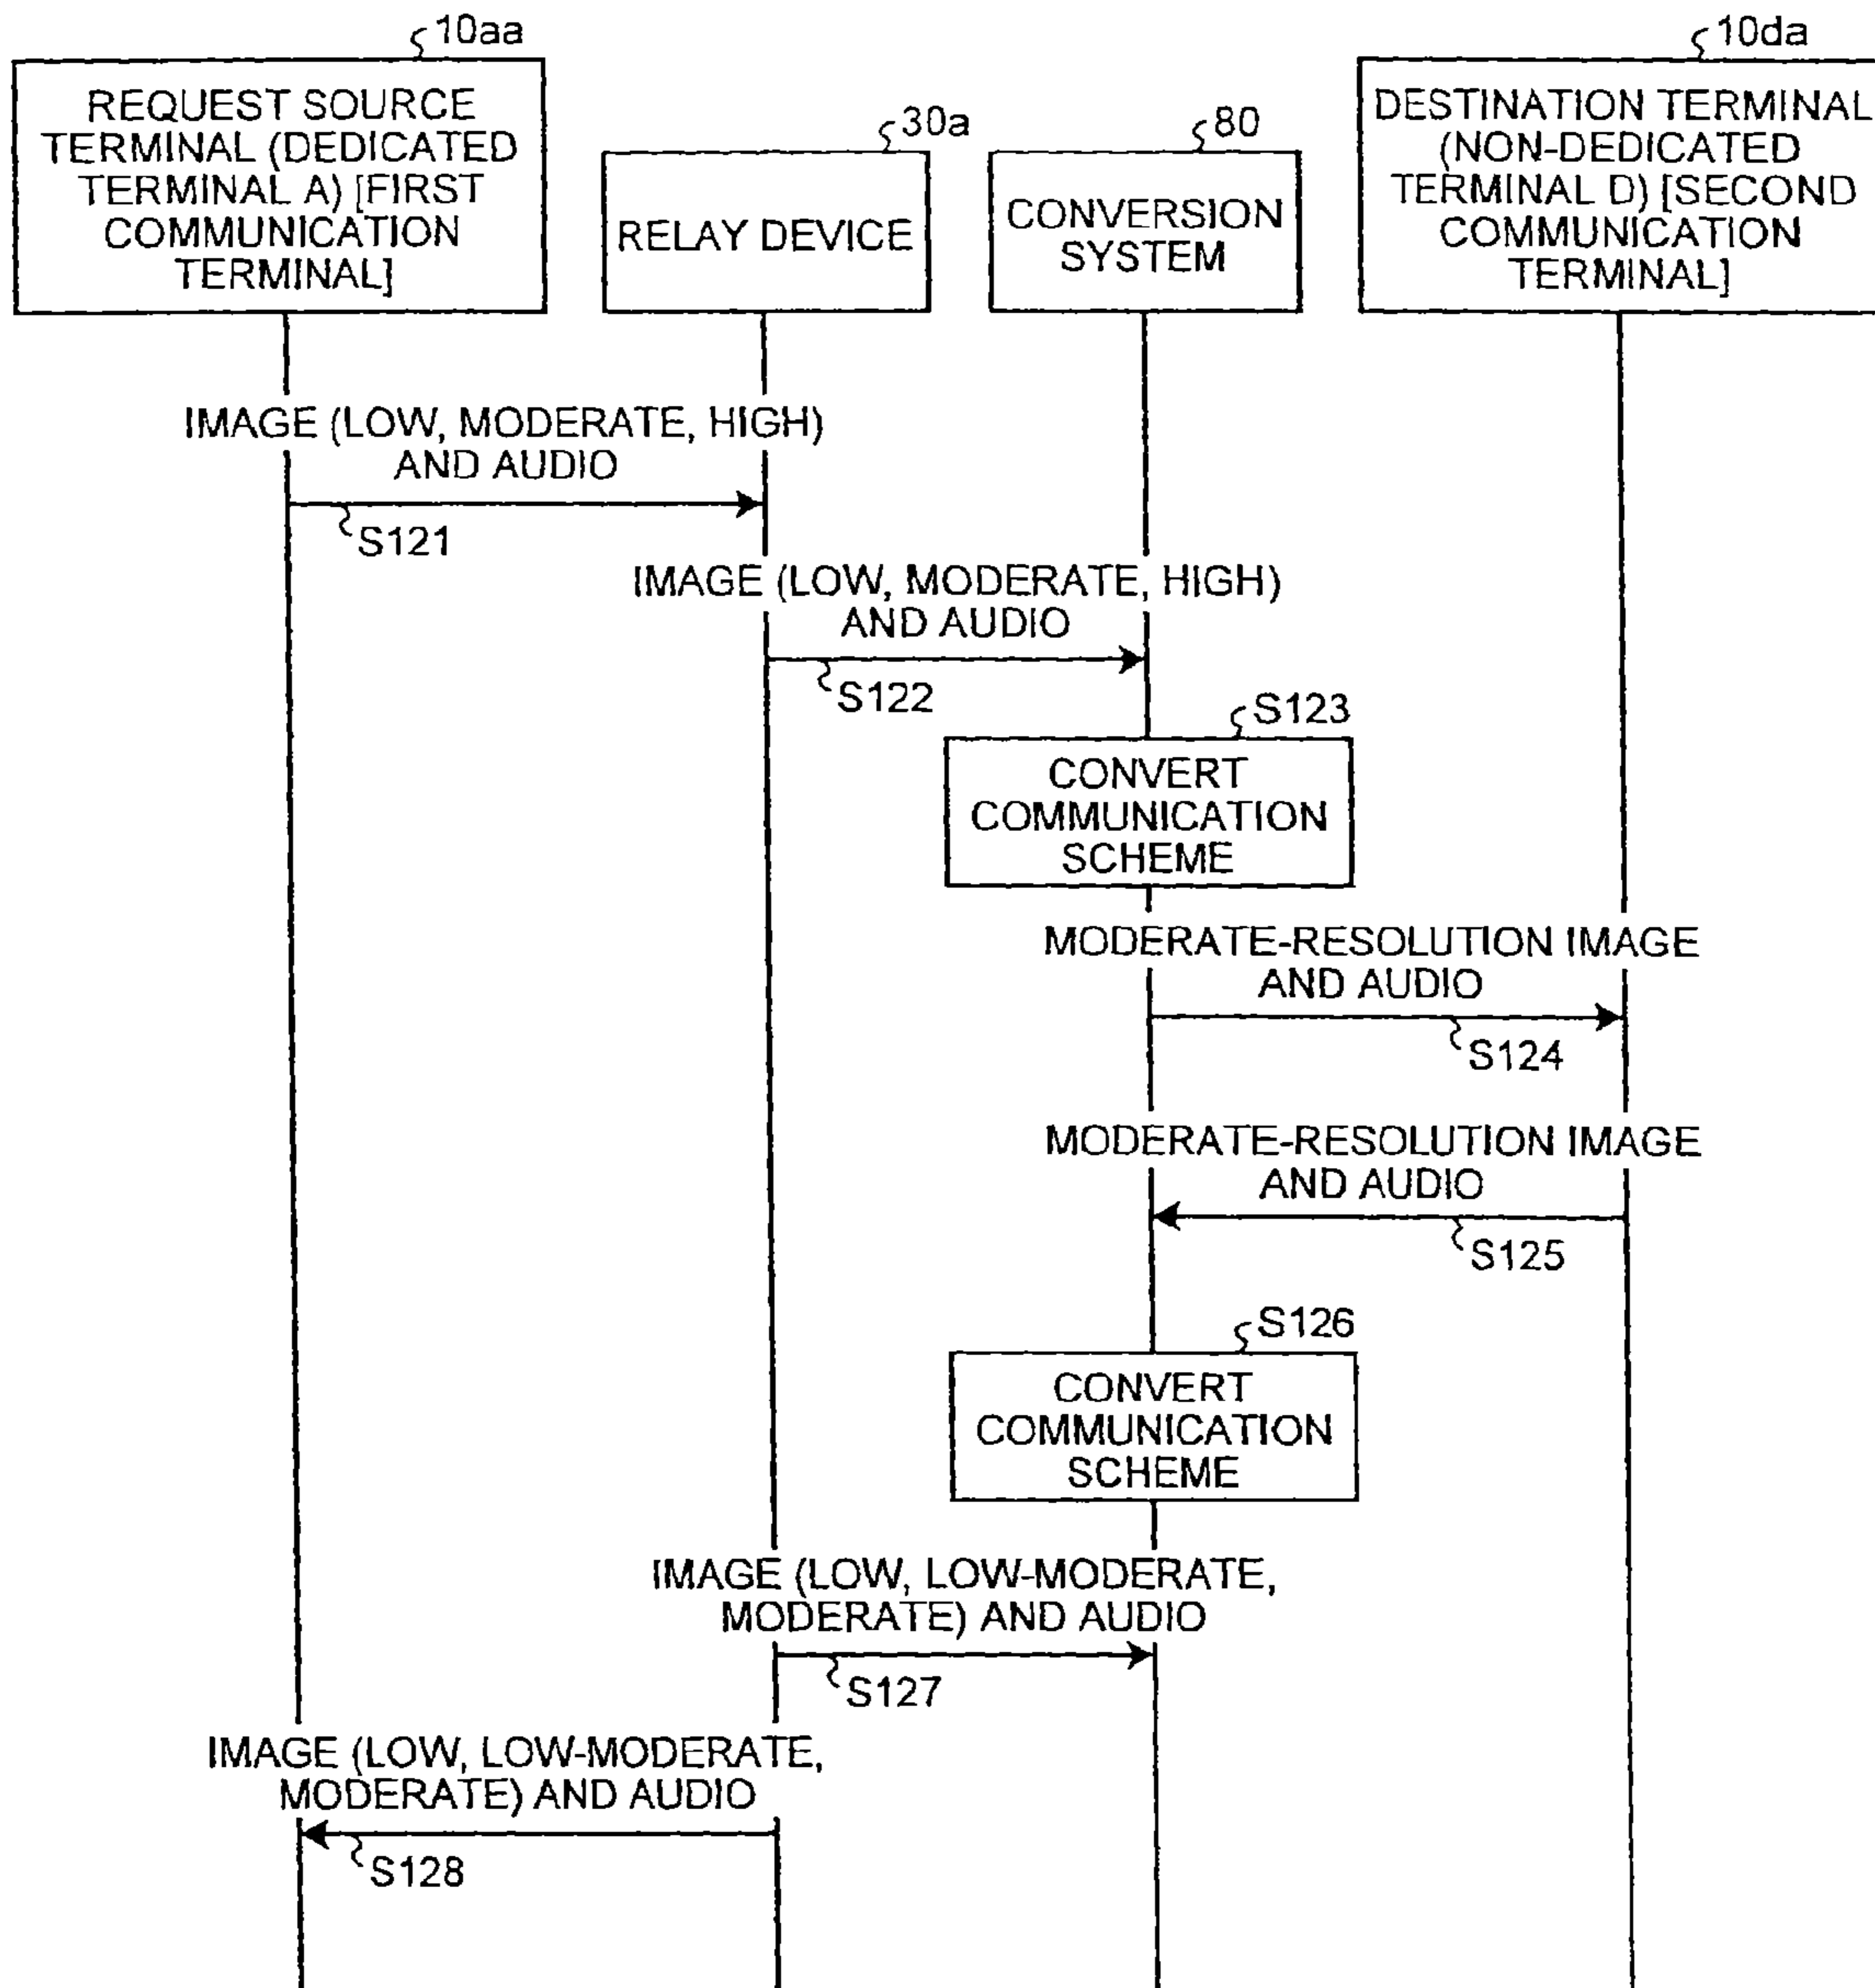 10aa
10da
REQUEST SOURCE
TERMINAL (DEDICATED
TERMINAL A) [FIRST
COMMUNICATION
TERMINAL]
30a
RELAY DEVICE
80
CONVERSION
SYSTEM
DESTINATION TERMINAL
(NON-DEDICATED
TERMINAL D) [SECOND
COMMUNICATION
TERMINAL]
IMAGE (LOW, MODERATE, HIGH)
AND AUDIO
S121
IMAGE (LOW, MODERATE, HIGH)
AND AUDIO
S122
S123
CONVERT
COMMUNICATION
SCHEME
MODERATE-RESOLUTION IMAGE
AND AUDIO
S124
MODERATE-RESOLUTION IMAGE
AND AUDIO
S125
S126
CONVERT
COMMUNICATION
SCHEME
IMAGE (LOW, LOW-MODERATE,
MODERATE) AND AUDIO
S127
IMAGE (LOW, LOW-MODERATE,
MODERATE) AND AUDIO
S128